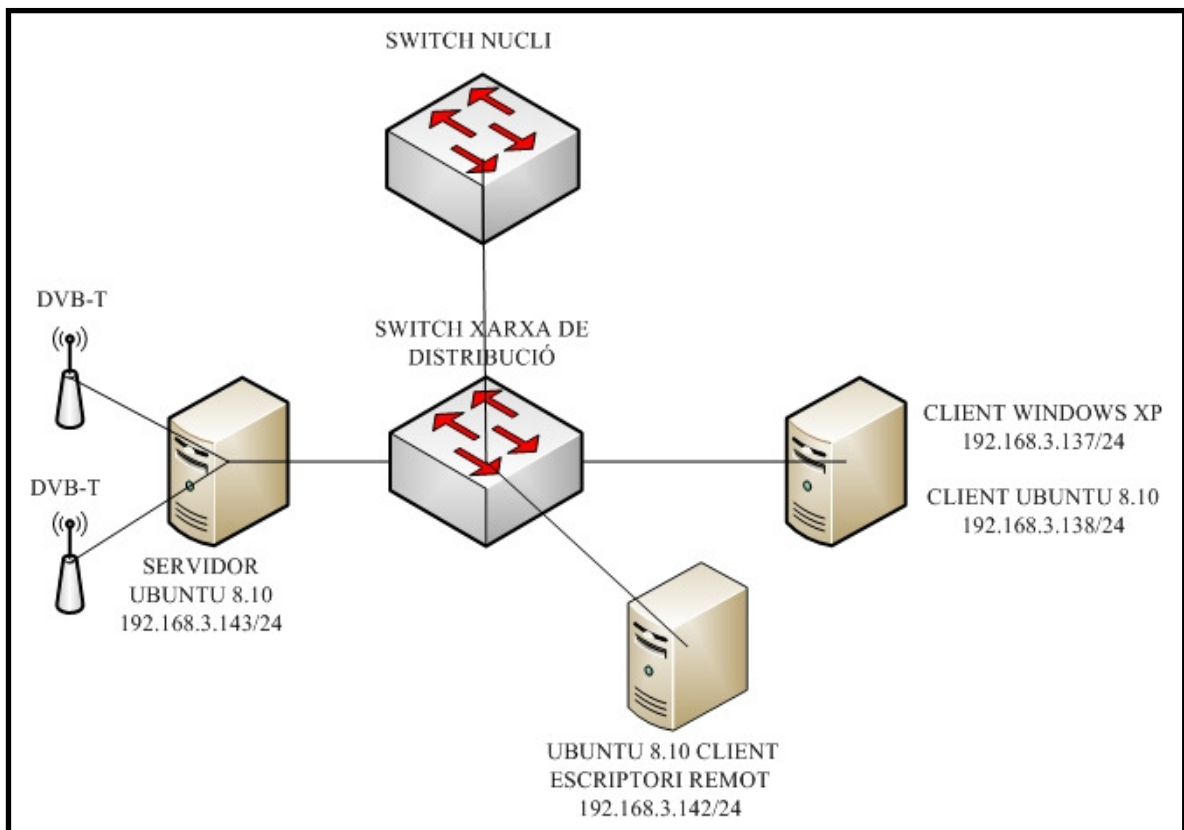 SWITCH NUCLI
DVB-T
SWITCH XARXA DE
DISTRIBUCIÓ
CLIENT WINDOWS XP
192.168.3.137/24
DVB-T
CLIENT UBUNTU 8.10
192.168.3.138/24
SERVIDOR
UBUNTU 8.10
192.168.3.143/24
UBUNTU 8.10 CLIENT
ESCRIPTORI REMOT
192.168.3.142/24